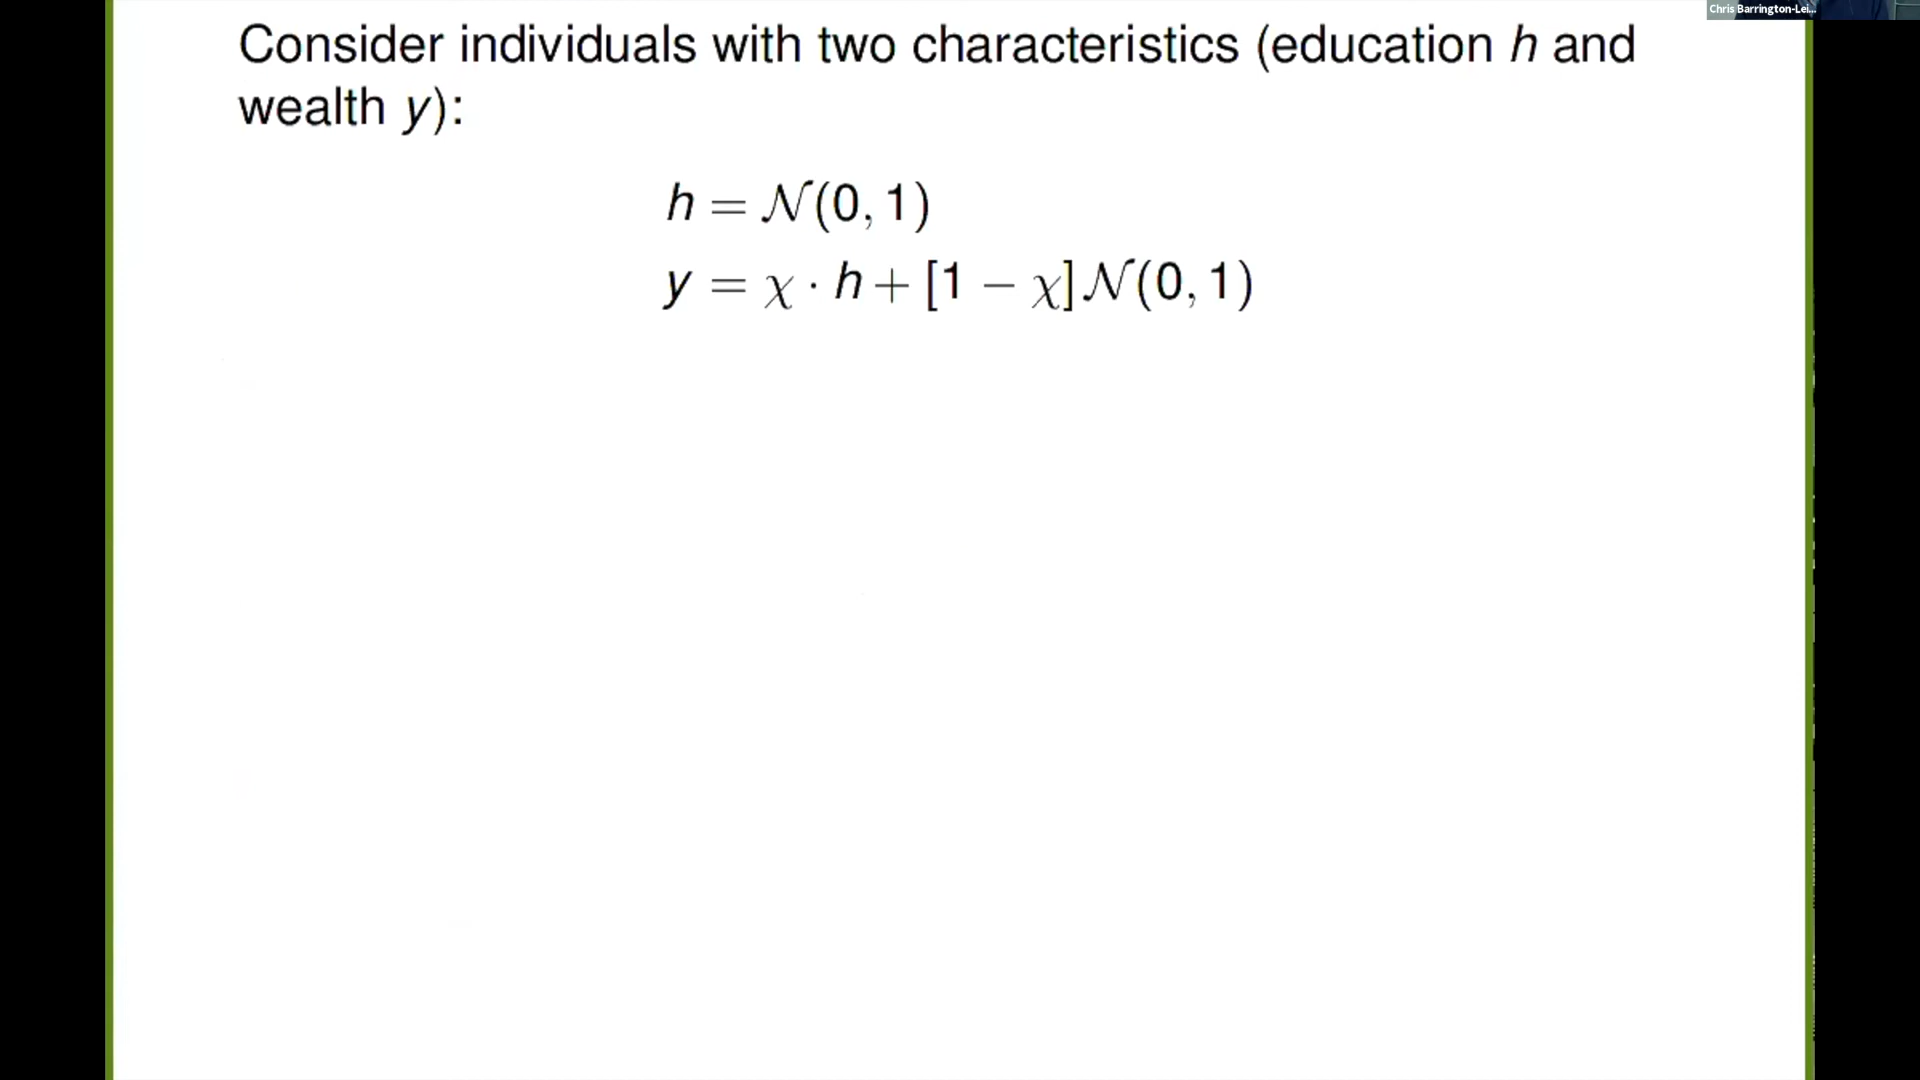 Chris Barrington-Lei...
Consider individuals with two characteristics (education h and
wealth y):
h = 𝒩(0, 1)
y = χ · h + [1 − χ] 𝒩(0, 1)